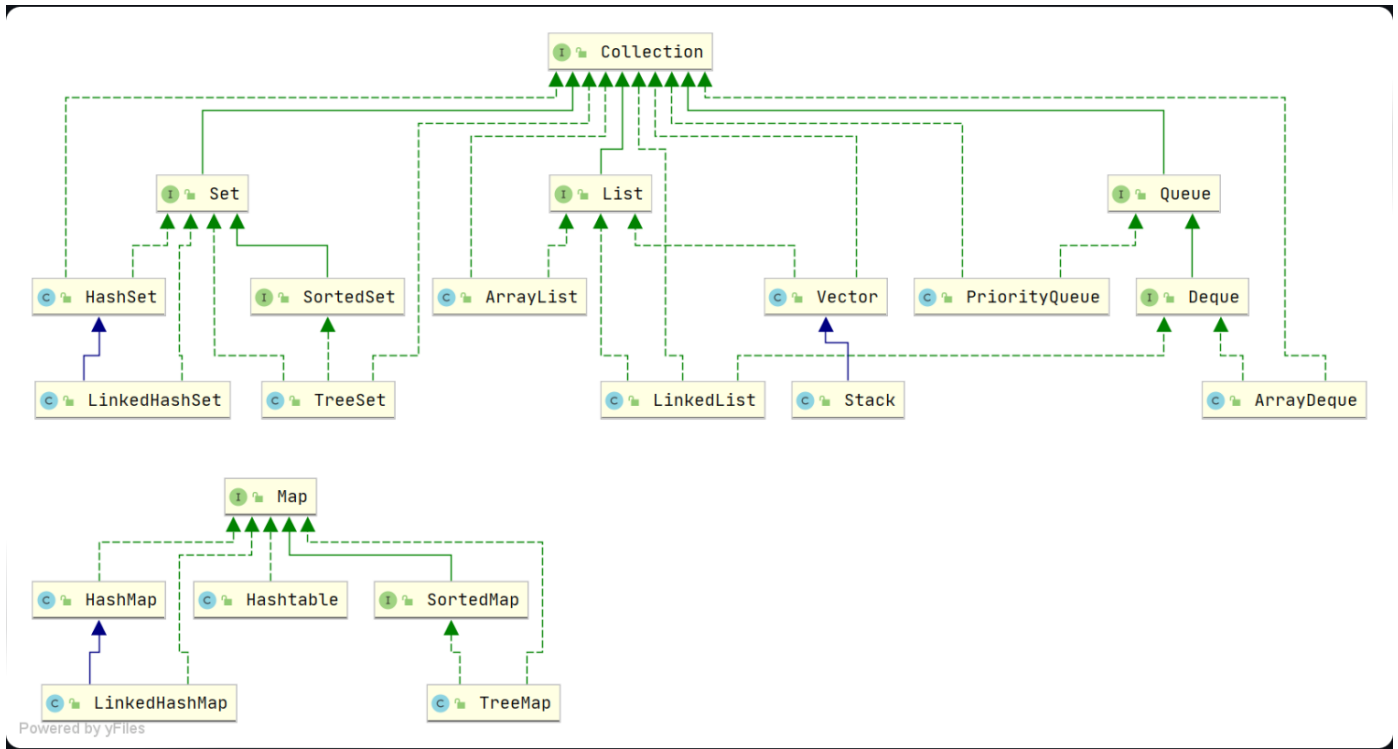 I Collection
I Set
I List
I Queue
C HashSet
I SortedSet
C ArrayList
C Vector
C PriorityQueue
I Deque
C LinkedHashSet
C TreeSet
C LinkedList
C Stack
C ArrayDeque
I Map
C HashMap
C Hashtable
I SortedMap
C LinkedHashMap
C TreeMap
Powered by yFiles